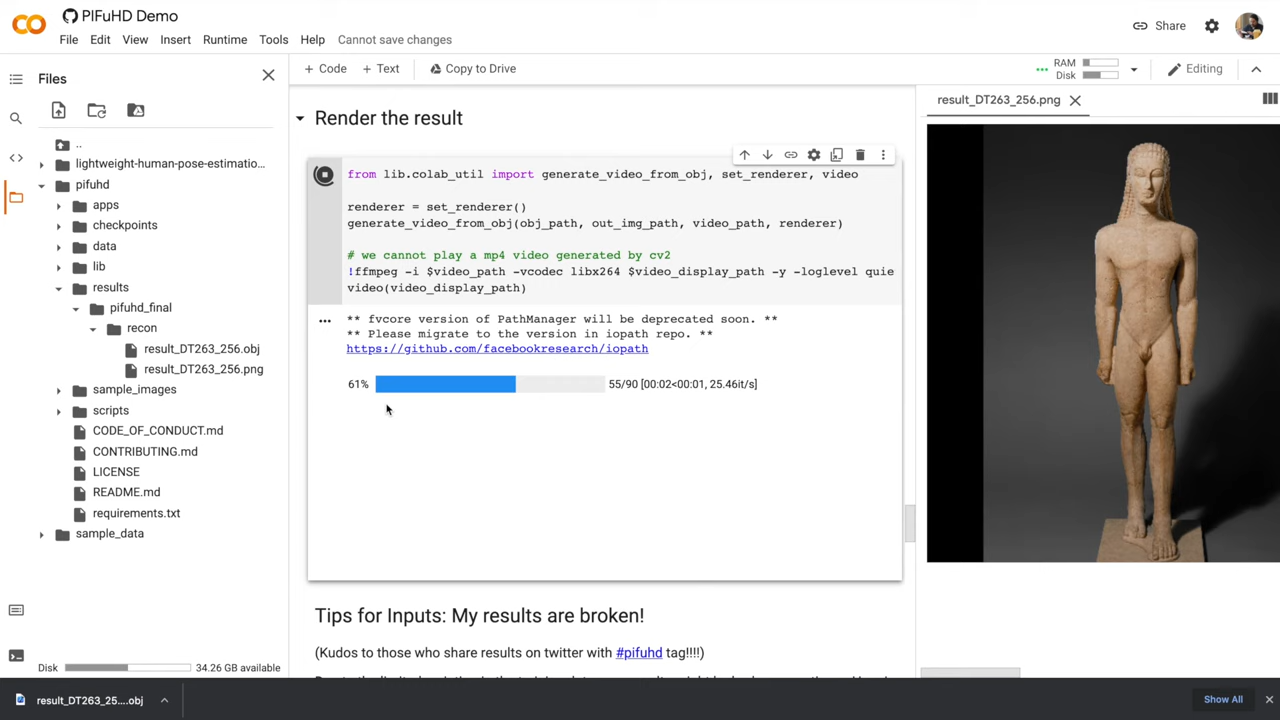 PIFuHD Demo
File Edit View Insert Runtime Tools Help Cannot save changes
Share
Files
..
lightweight-human-pose-estimatio...
pifuhd
apps
checkpoints
data
lib
results
pifuhd_final
recon
result_DT263_256.obj
result_DT263_256.png
sample_images
scripts
CODE_OF_CONDUCT.md
CONTRIBUTING.md
LICENSE
README.md
requirements.txt
sample_data
Disk 34.26 GB available
+ Code + Text Copy to Drive
RAM
Disk
Editing
Render the result
from lib.colab_util import generate_video_from_obj, set_renderer, video
renderer = set_renderer()
generate_video_from_obj(obj_path, out_img_path, video_path, renderer)
# we cannot play a mp4 video generated by cv2
!ffmpeg -i $video_path -vcodec libx264 $video_display_path -y -loglevel quie
video(video_display_path)
** fvcore version of PathManager will be deprecated soon. **
** Please migrate to the version in iopath repo. **
https://github.com/facebookresearch/iopath
61% 55/90 [00:02<00:01, 25.46it/s]
Tips for Inputs: My results are broken!
(Kudos to those who share results on twitter with #pifuhd tag!!!!)
result_DT263_256.png
result_DT263_25....obj
Show All